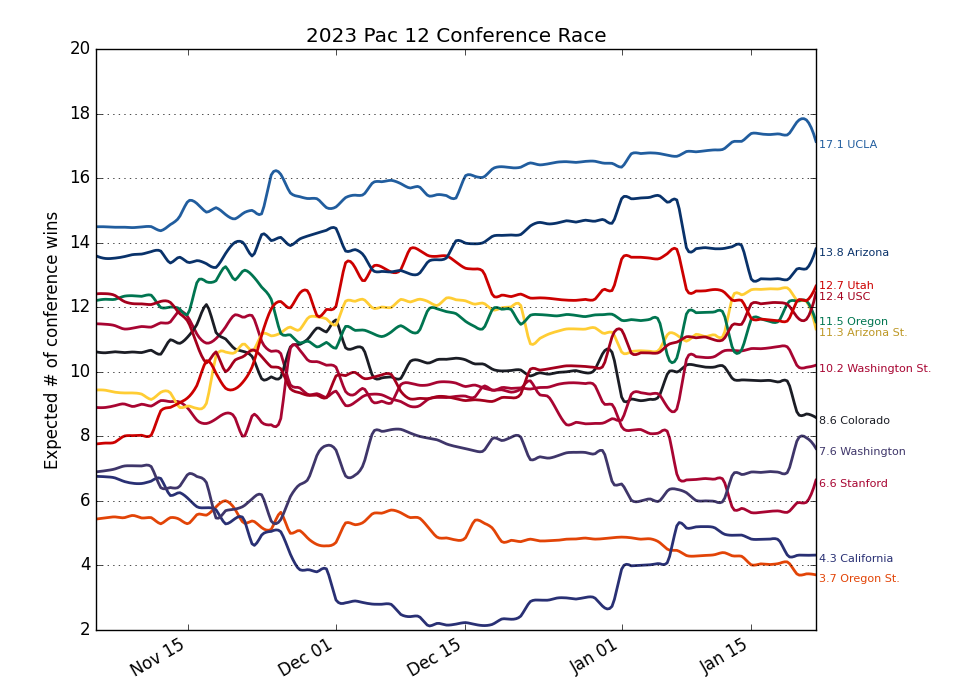 2023 Pac 12 Conference Race
Expected # of conference wins
20
18
16
14
12
10
8
6
4
2
17.1 UCLA
13.8 Arizona
12.7 Utah
12.4 USC
11.5 Oregon
11.3 Arizona St.
10.2 Washington St.
8.6 Colorado
7.6 Washington
6.6 Stanford
4.3 California
3.7 Oregon St.
Nov 15
Dec 01
Dec 15
Jan 01
Jan 15